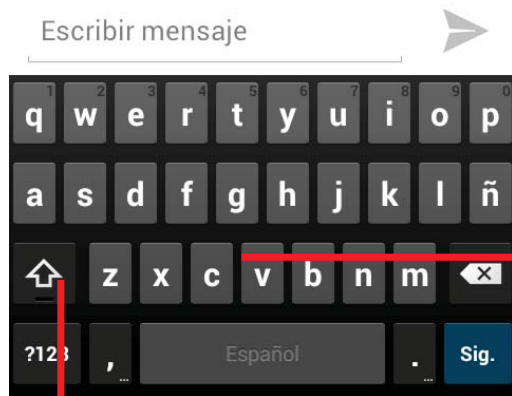 Escribir mensaje
1 2 3 4 5 6 7 8 9 0
q w e r t y u i o p
a s d f g h j k l ñ
z x c v b n m
?123 , ... Español . ... Sig.